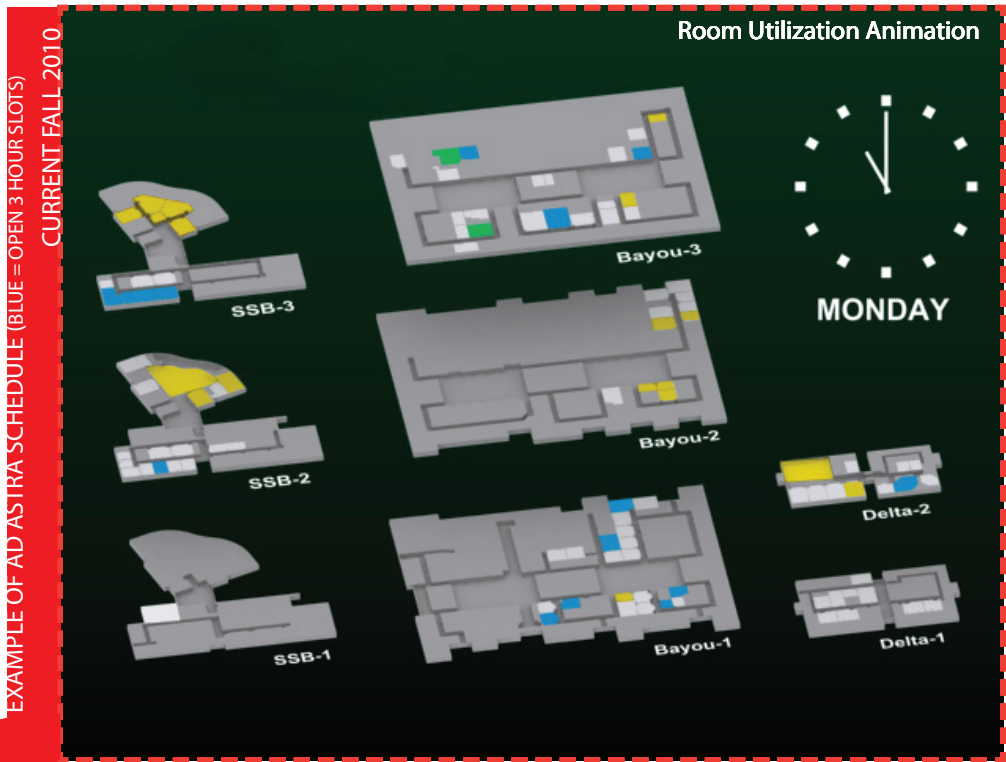 EXAMPLE OF AD ASTRA SCHEDULE (BLUE = OPEN 3 HOUR SLOTS)
CURRENT FALL 2010
Room Utilization Animation
MONDAY
SSB-3
Bayou-3
SSB-2
Bayou-2
Delta-2
SSB-1
Bayou-1
Delta-1